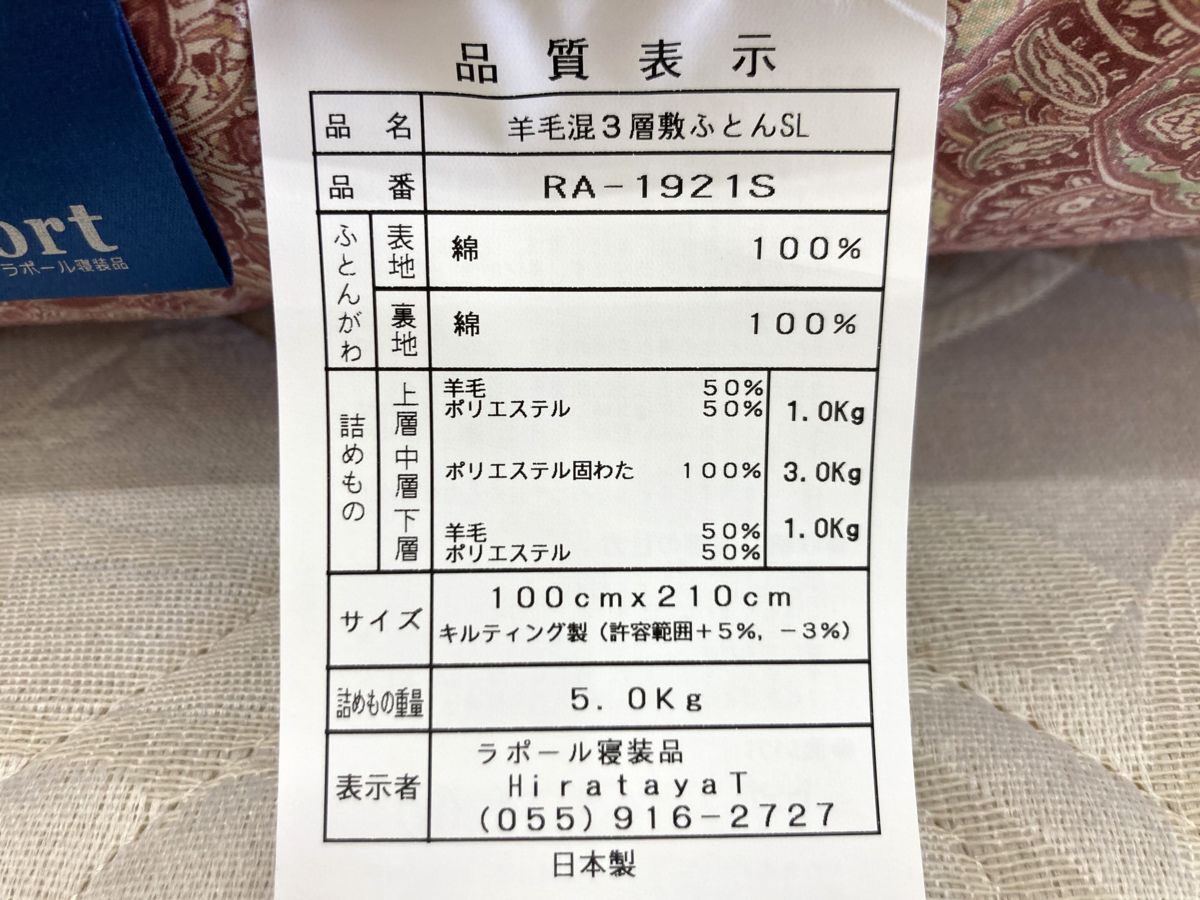 ort
ラポール寝装品
品質表示
品名 羊毛混3層敷ふとんSL
品番 RA-1921S
ふとんがわ 表地 綿 100%
裏地 綿 100%
詰めもの 上層 羊毛 50%
ポリエステル 50% 1.0Kg
中層 ポリエステル固わた 100% 3.0Kg
下層 羊毛 50% 1.0Kg
ポリエステル 50%
サイズ 100cmx210cm
キルティング製(許容範囲+5%, -3%)
詰めもの重量 5.0Kg
表示者 ラポール寝装品
HiratayaT
(055)916-2727
日本製